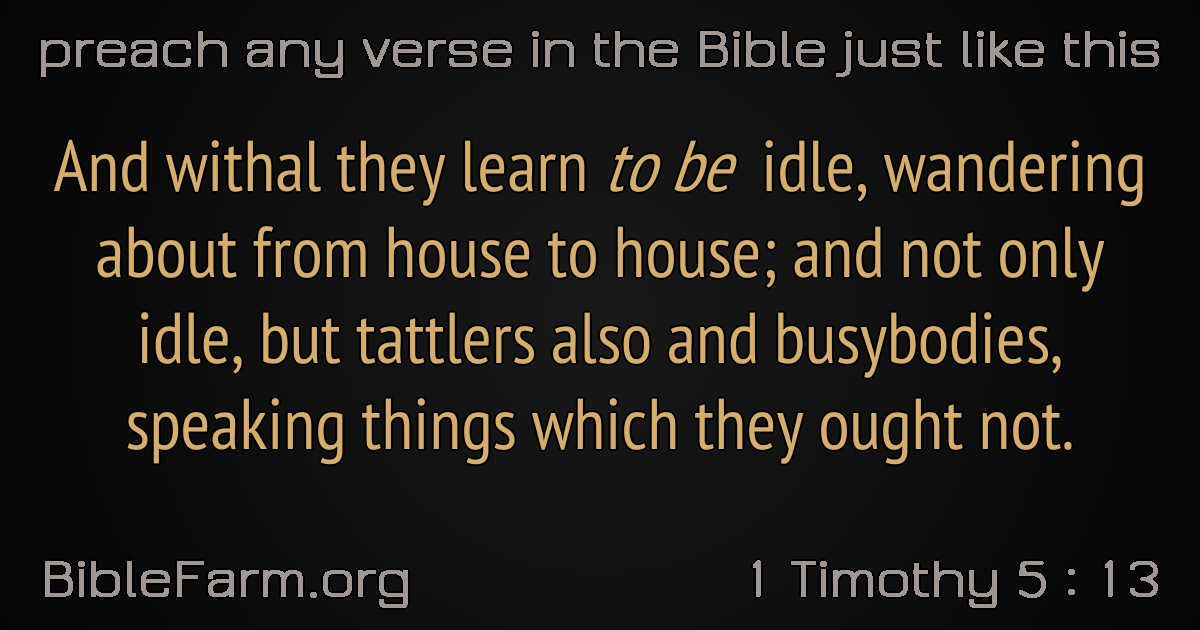 preach any verse in the Bible just like this
And withal they learn to be idle, wandering
about from house to house; and not only
idle, but tattlers also and busybodies,
speaking things which they ought not.
BibleFarm.org
1 Timothy 5 : 13